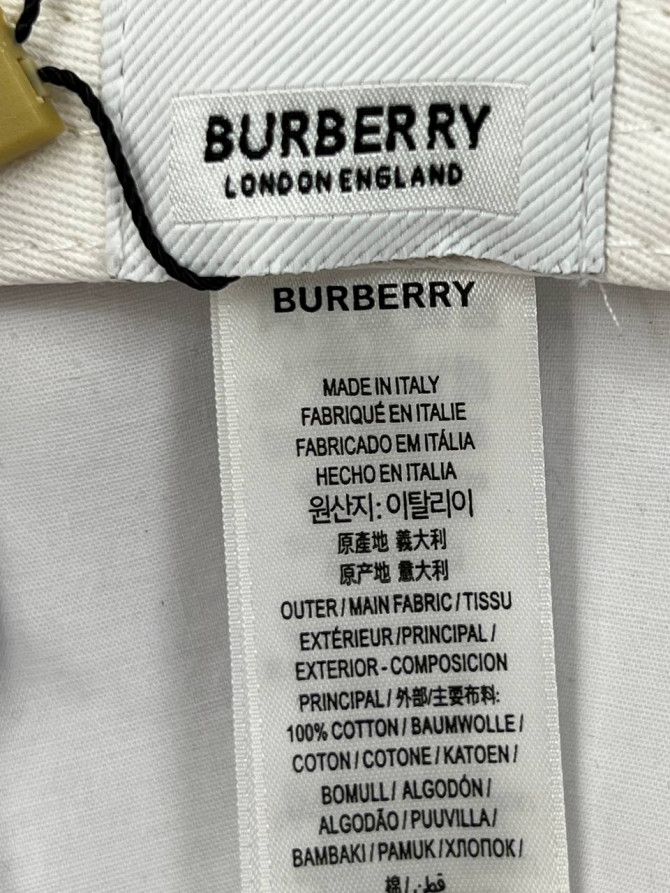 BURBERRY
LONDON ENGLAND
BURBERRY
MADE IN ITALY
FABRIQUÉ EN ITALIE
FABRICADO EM ITÁLIA
HECHO EN ITALIA
원산지: 이탈리이
原產地 義大利
原产地 意大利
OUTER / MAIN FABRIC / TISSU
EXTÉRIEUR /PRINCIPAL /
EXTERIOR - COMPOSICION
PRINCIPAL / 外部/主要布料:
100% COTTON / BAUMWOLLE /
COTON / COTONE / KATOEN /
BOMULL / ALGODÓN /
ALGODÃO / PUUVILLA /
BAMBAKI / PAMUK / ХЛОПОК /
棉 / قطن